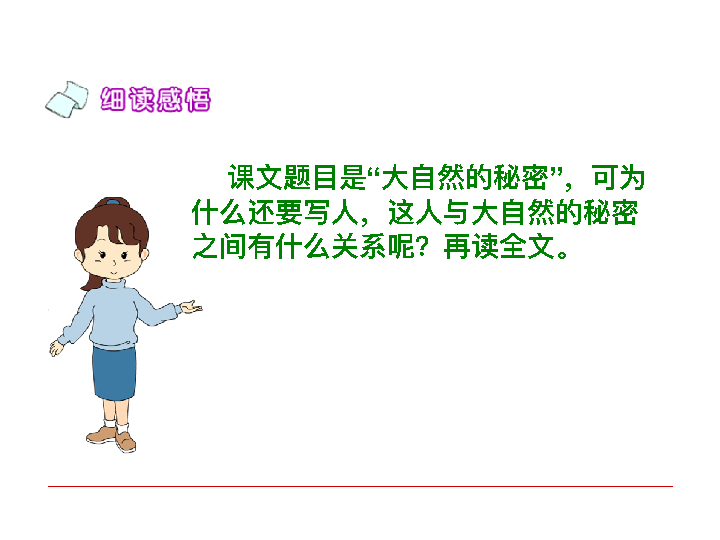 细读感悟
课文题目是“大自然的秘密”，可为
什么还要写人，这人与大自然的秘密
之间有什么关系呢？再读全文。